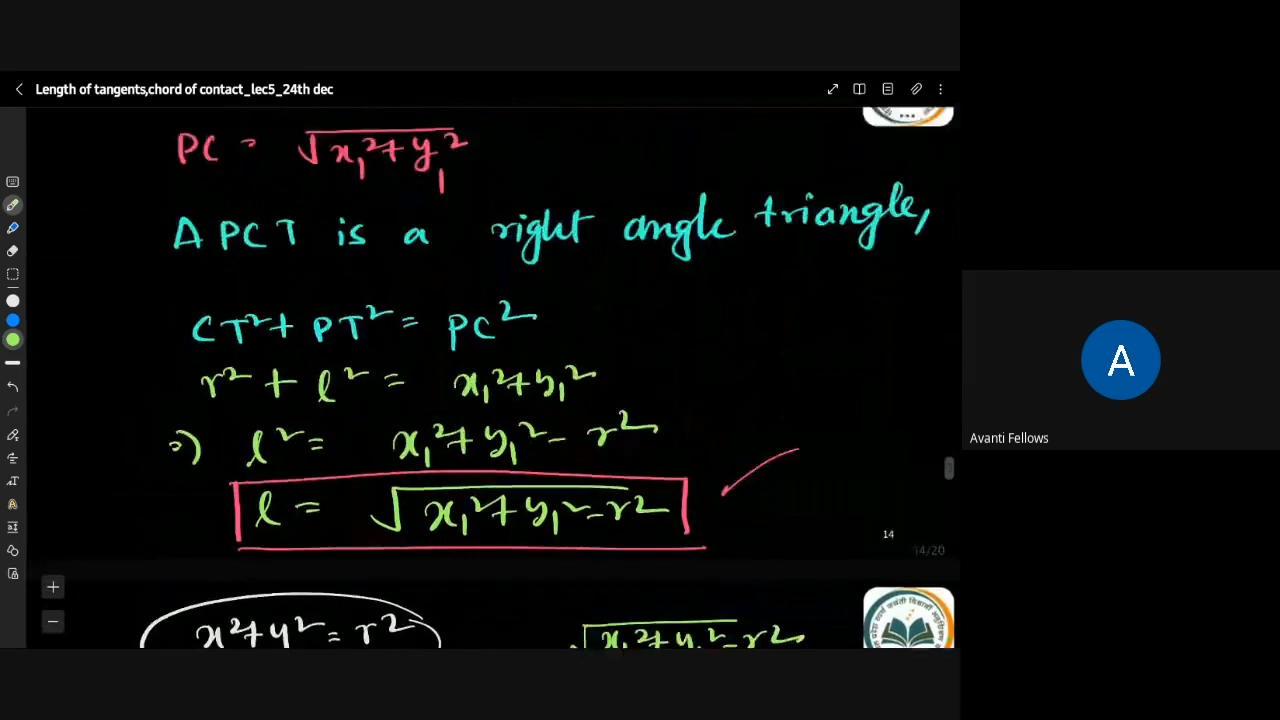 Length of tangents,chord of contact_lec5_24th dec
PC = √x₁²+y₁²
Δ PCT is a right angle triangle,
CT²+ PT² = PC²
r² + l² = x₁²+y₁²
⇒) l² = x₁²+y₁² - r²
l = √x₁²+y₁²-r²
14
14/20
x²+y² = r²
√x₁²+y₁²-r²
A
Avanti Fellows